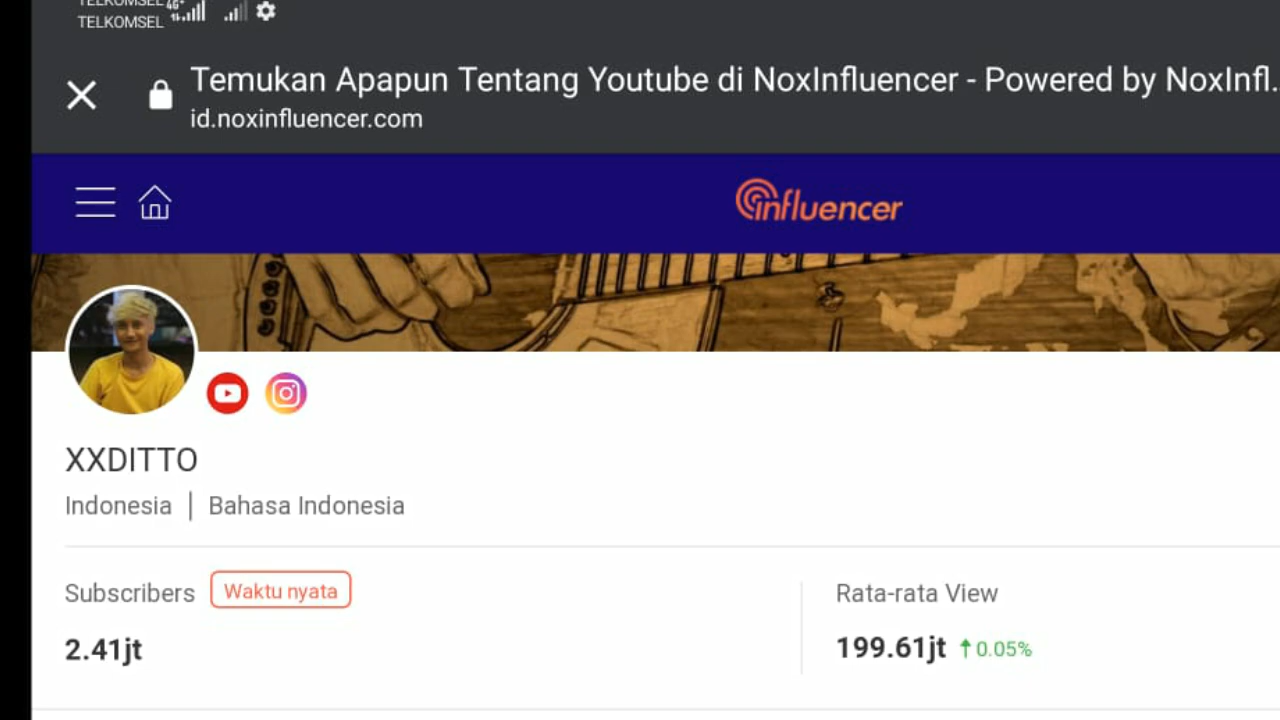 TELKOMSEL 4G+
TELKOMSEL
Temukan Apapun Tentang Youtube di NoxInfluencer - Powered by NoxInfl...
id.noxinfluencer.com
influencer
XXDITTO
Indonesia | Bahasa Indonesia
Subscribers Waktu nyata
2.41jt
Rata-rata View
199.61jt ↑0.05%